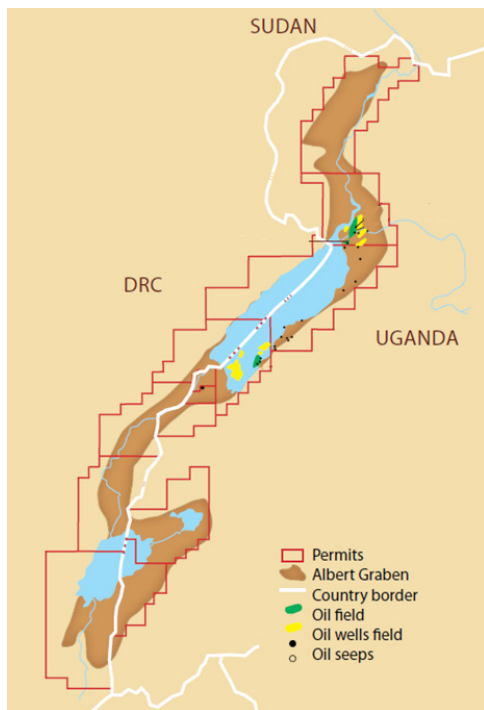 SUDAN
DRC
UGANDA
Permits
Albert Graben
Country border
Oil field
Oil wells field
Oil seeps